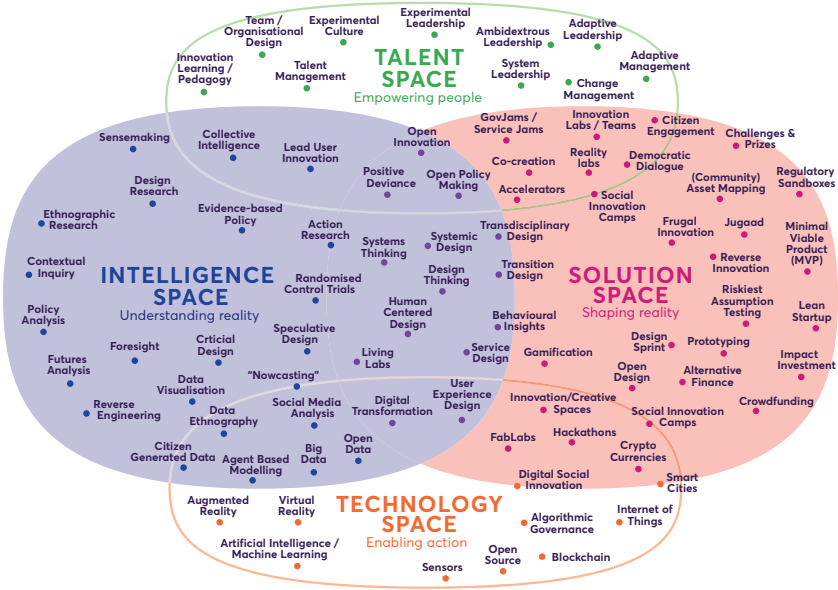 Experimental
Leadership
Team /
Organisational
Design
Experimental
Culture
Ambidextrous
Leadership
Adaptive
Leadership
Innovation
Learning /
Pedagogy
Talent
Management
TALENT
SPACE
Empowering people
System
Leadership
Adaptive
Management
Change
Management
Sensemaking
Collective
Intelligence
Lead User
Innovation
Open
Innovation
GovJams /
Service Jams
Innovation
Labs / Teams
Citizen
Engagement
Challenges &
Prizes
Design
Research
Positive
Deviance
Open Policy
Making
Co-creation
Reality
labs
Democratic
Dialogue
Accelerators
(Community)
Asset Mapping
Regulatory
Sandboxes
Ethnographic
Research
Evidence-based
Policy
Action
Research
Social
Innovation
Camps
Systems
Thinking
Systemic
Design
Transdisciplinary
Design
Frugal
Innovation
Jugaad
Minimal
Viable
Product
(MVP)
Contextual
Inquiry
INTELLIGENCE
SPACE
Understanding reality
Randomised
Control Trials
Design
Thinking
Transition
Design
SOLUTION
SPACE
Shaping reality
Reverse
Innovation
Riskiest
Assumption
Testing
Lean
Startup
Policy
Analysis
Human
Centered
Design
Behavioural
Insights
Foresight
Crticial
Design
Speculative
Design
Living
Labs
Service
Design
Gamification
Design
Sprint
Prototyping
Impact
Investment
Futures
Analysis
Data
Visualisation
"Nowcasting"
Open
Design
Alternative
Finance
Reverse
Engineering
Data
Ethnography
Social Media
Analysis
Digital
Transformation
User
Experience
Design
Innovation/Creative
Spaces
Social Innovation
Camps
Crowdfunding
Citizen
Generated Data
Agent Based
Modelling
Big
Data
Open
Data
FabLabs
Hackathons
Crypto
Currencies
Digital Social
Innovation
Smart
Cities
Augmented
Reality
Virtual
Reality
TECHNOLOGY
SPACE
Enabling action
Algorithmic
Governance
Internet of
Things
Artificial Intelligence /
Machine Learning
Sensors
Open
Source
Blockchain